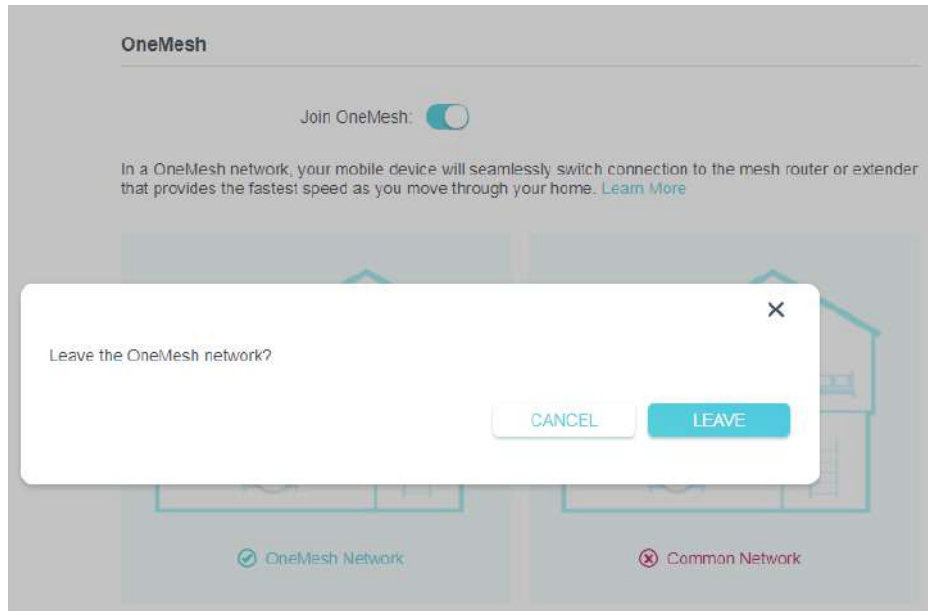 OneMesh
Join OneMesh:
In a OneMesh network, your mobile device will seamlessly switch connection to the mesh router or extender
that provides the fastest speed as you move through your home. Learn More
Leave the OneMesh network?
CANCEL
LEAVE
OneMesh Network
Common Network